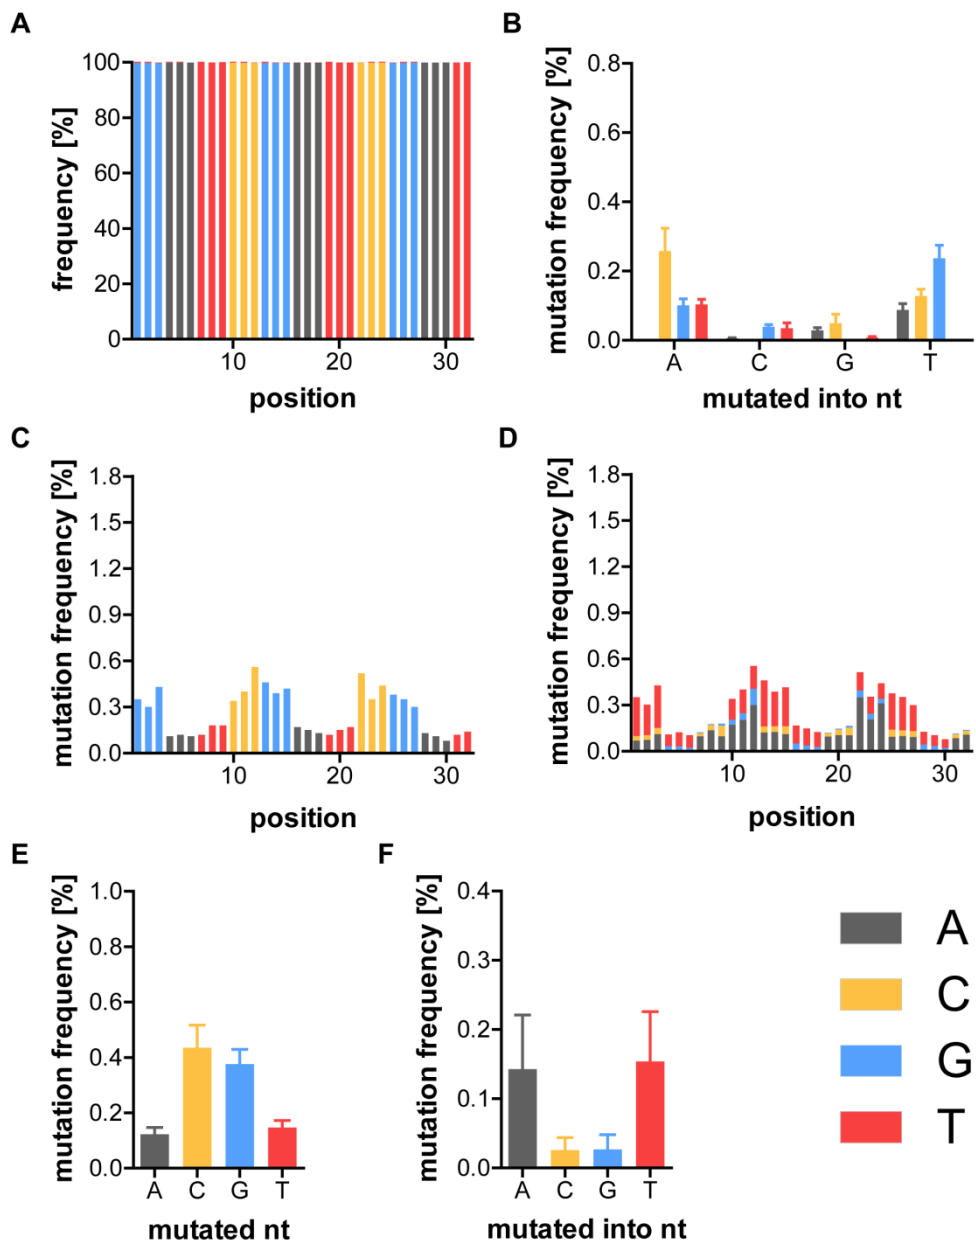 A
frequency [%]
100
80
60
40
20
0
10
20
30
position
B
mutation frequency [%]
0.8
0.6
0.4
0.2
0.0
A
C
G
T
mutated into nt
C
mutation frequency [%]
1.8
1.5
1.2
0.9
0.6
0.3
0.0
10
20
30
position
D
mutation frequency [%]
1.8
1.5
1.2
0.9
0.6
0.3
0.0
10
20
30
position
E
mutation frequency [%]
1.0
0.8
0.6
0.4
0.2
0.0
A
C
G
T
mutated nt
F
mutation frequency [%]
0.4
0.3
0.2
0.1
0.0
A
C
G
T
mutated into nt
A
C
G
T